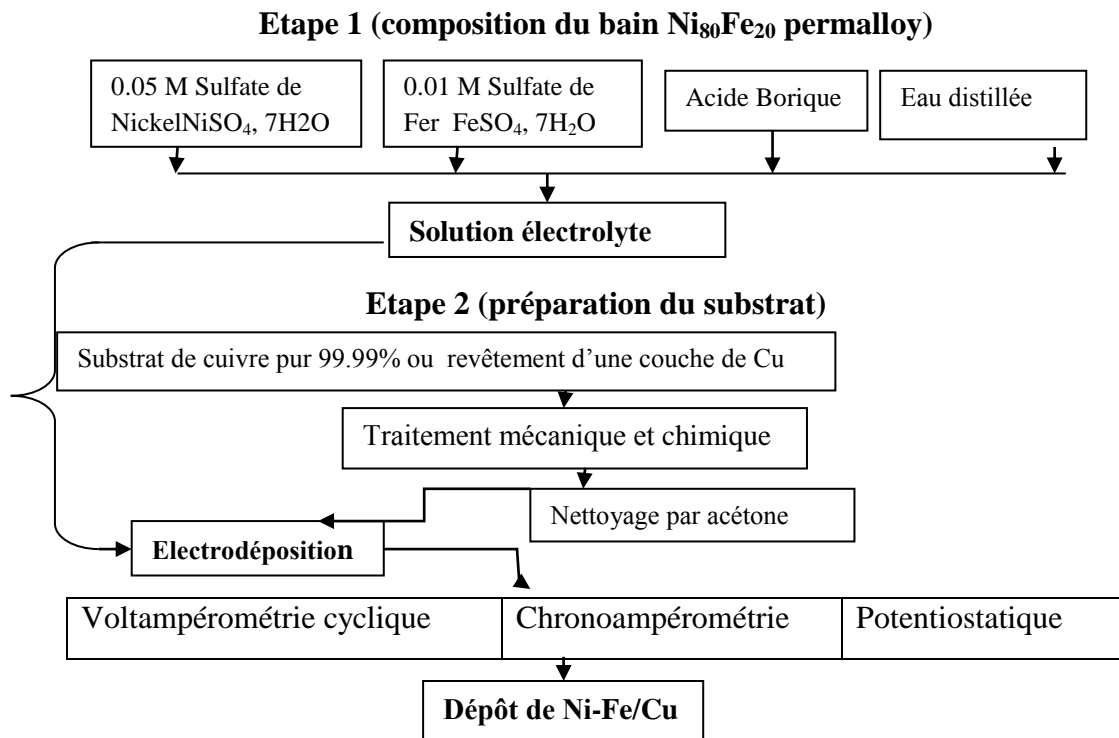 Etape 1 (composition du bain Ni₈₀Fe₂₀ permalloy)
0.05 M Sulfate de
NickelNiSO₄, 7H2O
0.01 M Sulfate de
Fer FeSO₄, 7H₂O
Acide Borique
Eau distillée
Solution électrolyte
Etape 2 (préparation du substrat)
Substrat de cuivre pur 99.99% ou revêtement d’une couche de Cu
Traitement mécanique et chimique
Nettoyage par acétone
Electrodéposition
Voltampérométrie cyclique
Chronoampérométrie
Potentiostatique
Dépôt de Ni-Fe/Cu